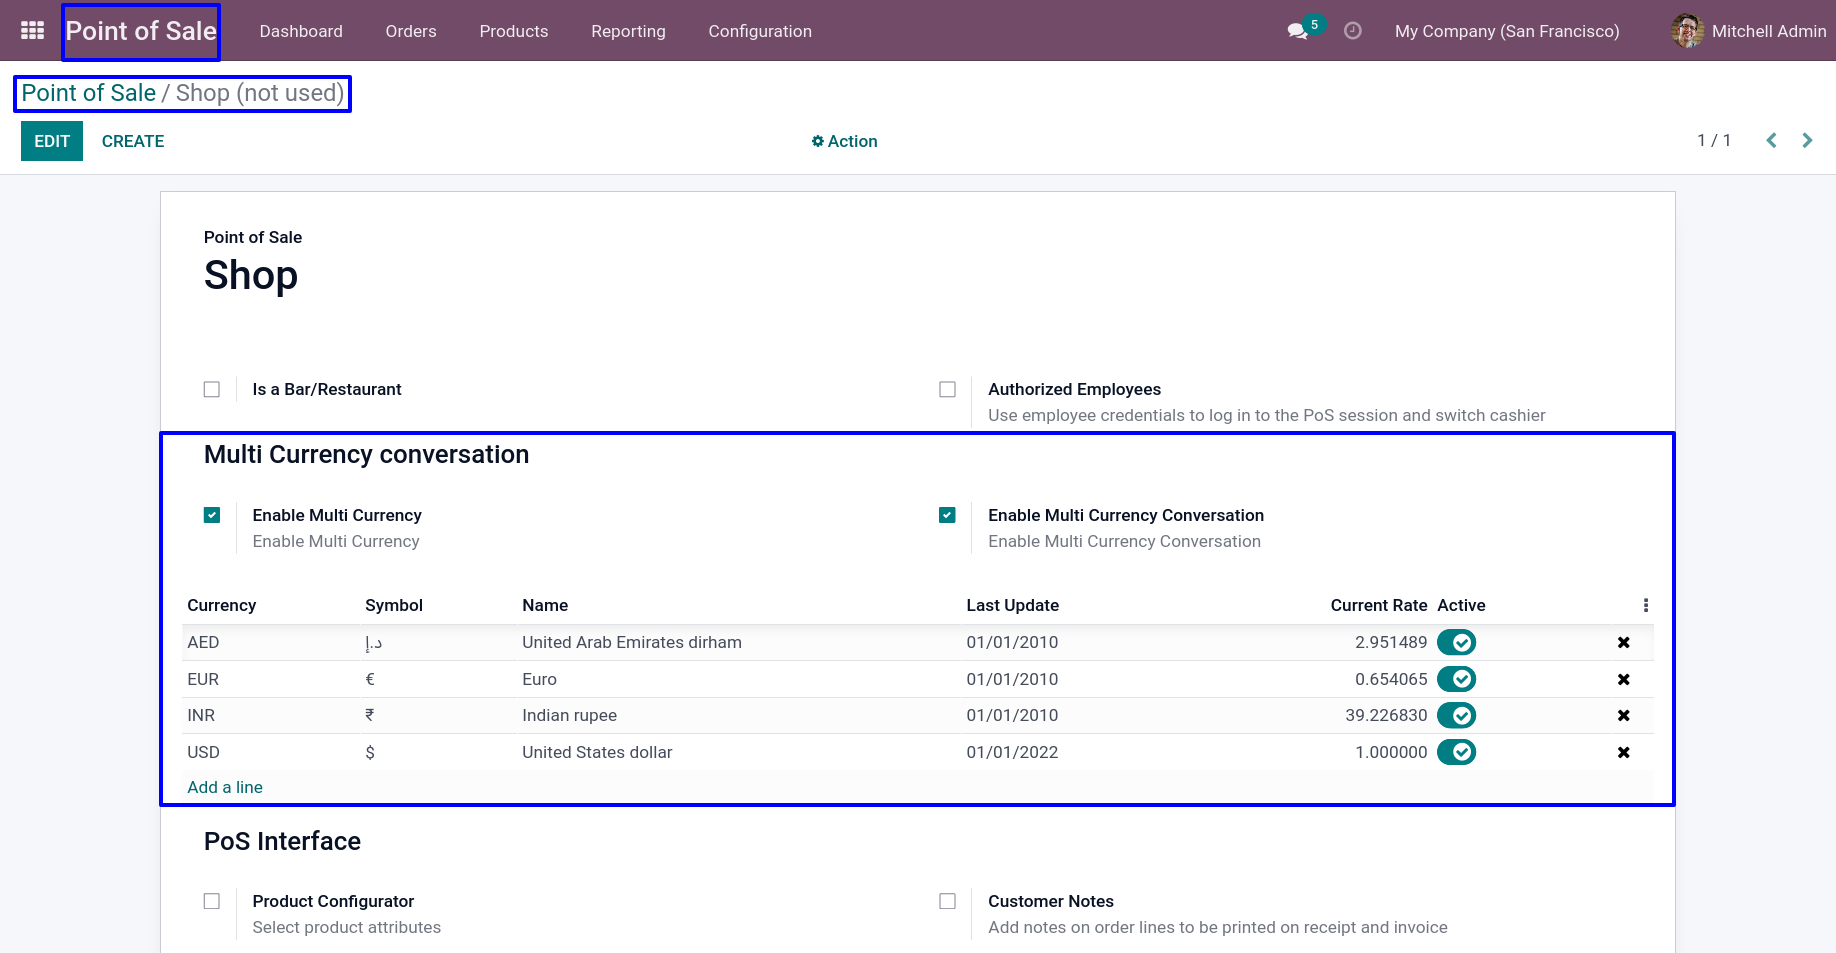 Point of Sale Dashboard Orders Products Reporting Configuration 5 My Company (San Francisco) Mitchell Admin
Point of Sale / Shop (not used)
EDIT CREATE Action 1 / 1
Point of Sale
Shop
Is a Bar/Restaurant Authorized Employees
Use employee credentials to log in to the PoS session and switch cashier
Multi Currency conversation
Enable Multi Currency Enable Multi Currency Conversation
Enable Multi Currency Enable Multi Currency Conversation
Currency Symbol Name Last Update Current Rate Active
AED د.إ United Arab Emirates dirham 01/01/2010 2.951489
EUR € Euro 01/01/2010 0.654065
INR ₹ Indian rupee 01/01/2010 39.226830
USD $ United States dollar 01/01/2022 1.000000
Add a line
PoS Interface
Product Configurator Customer Notes
Select product attributes Add notes on order lines to be printed on receipt and invoice